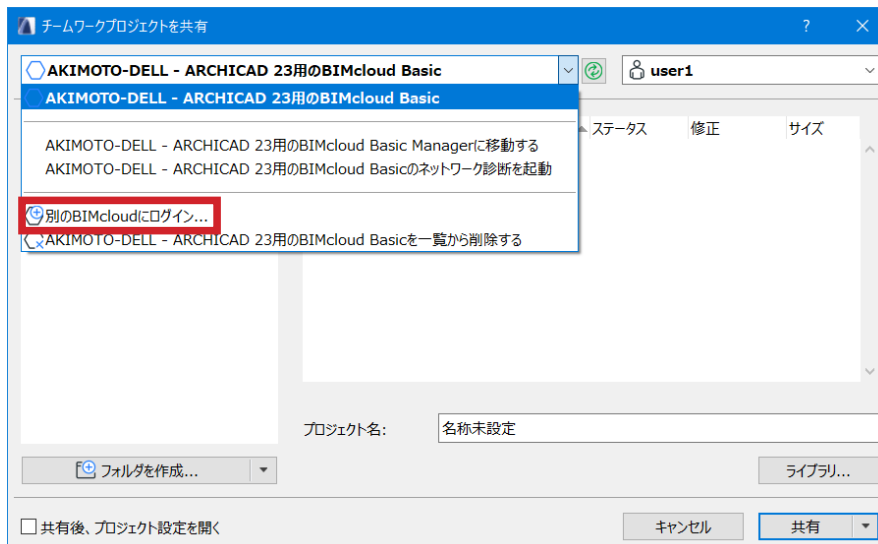 チームワークプロジェクトを共有
AKIMOTO-DELL - ARCHICAD 23用のBIMcloud Basic
user1
AKIMOTO-DELL - ARCHICAD 23用のBIMcloud Basic
ステータス 修正 サイズ
AKIMOTO-DELL - ARCHICAD 23用のBIMcloud Basic Managerに移動する
AKIMOTO-DELL - ARCHICAD 23用のBIMcloud Basicのネットワーク診断を起動
別のBIMcloudにログイン...
AKIMOTO-DELL - ARCHICAD 23用のBIMcloud Basicを一覧から削除する
プロジェクト名: 名称未設定
フォルダを作成... ライブラリ...
共有後、プロジェクト設定を開く キャンセル 共有